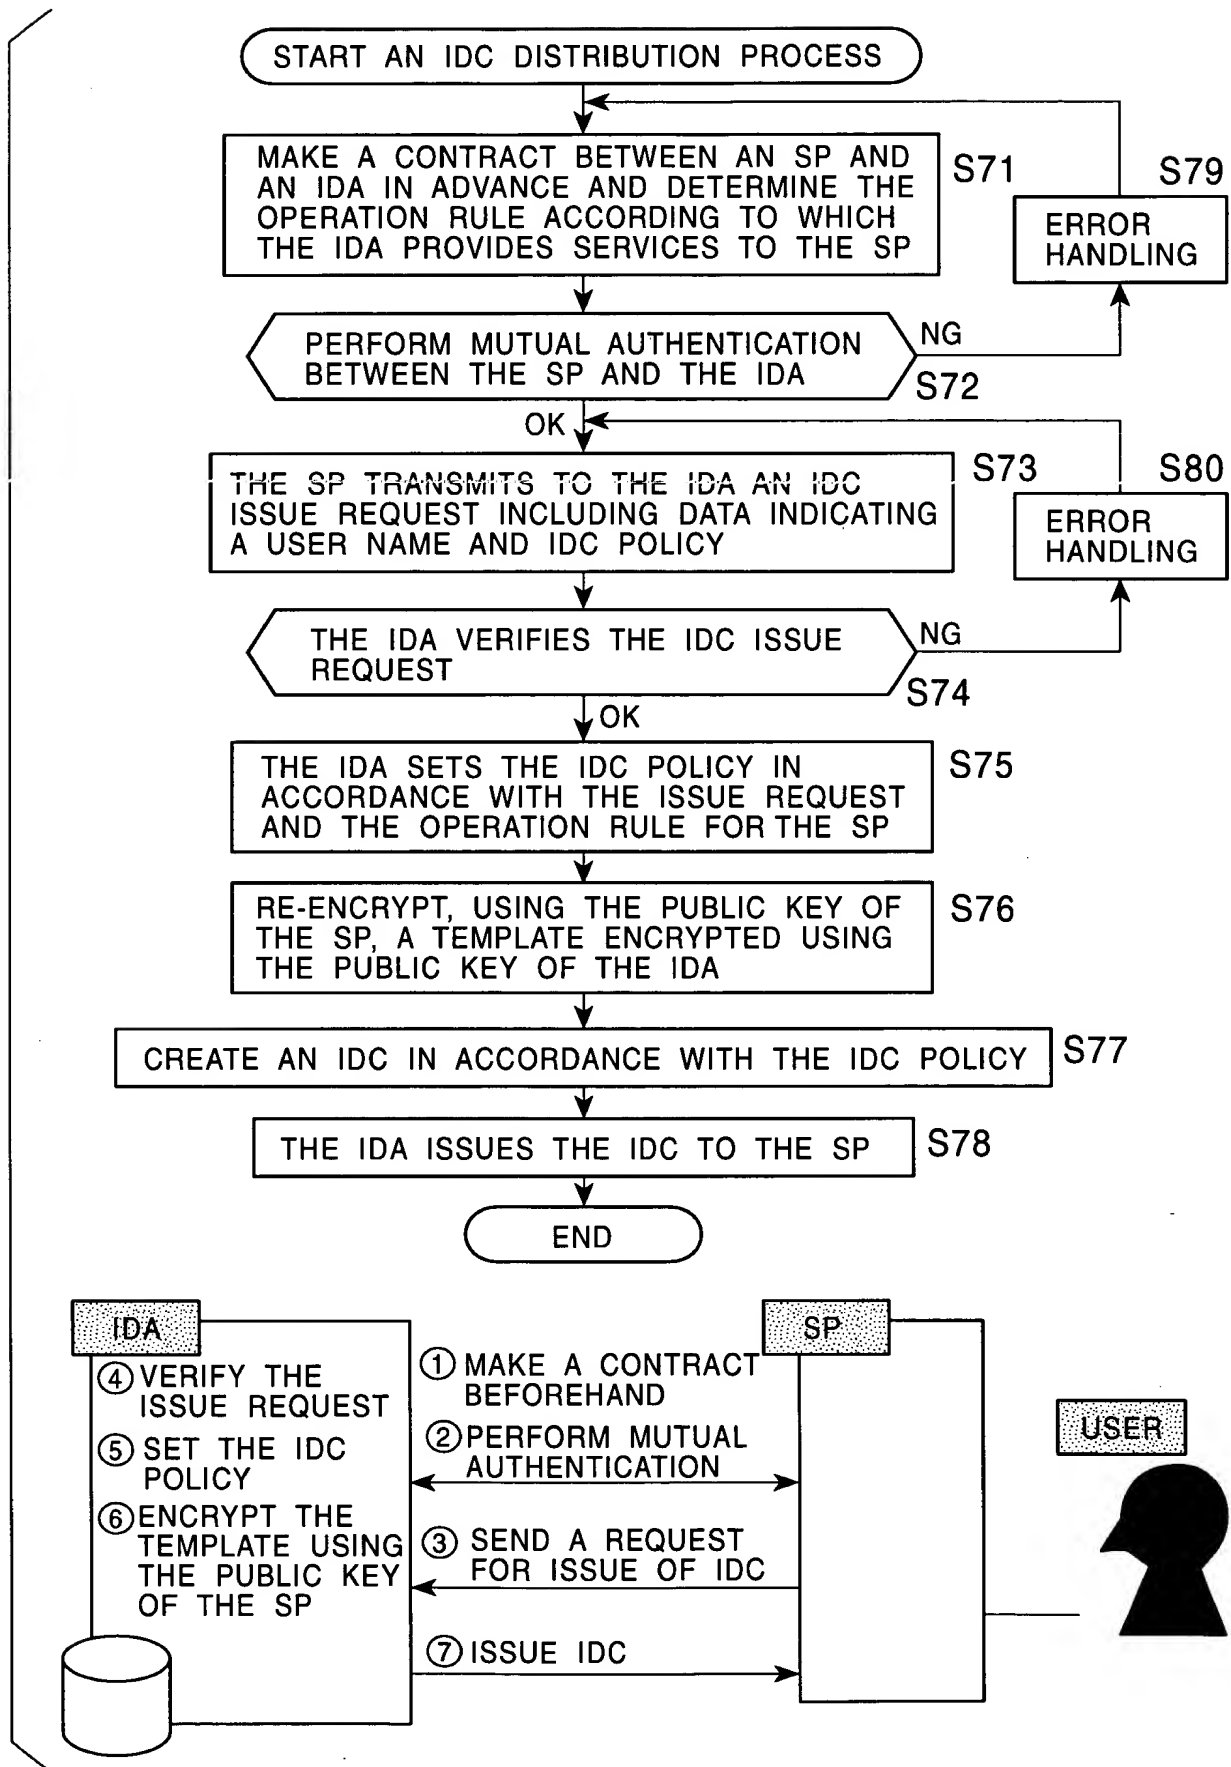 START AN IDC DISTRIBUTION PROCESS
MAKE A CONTRACT BETWEEN AN SP AND
AN IDA IN ADVANCE AND DETERMINE THE
OPERATION RULE ACCORDING TO WHICH
THE IDA PROVIDES SERVICES TO THE SP
S71
S79
ERROR
HANDLING
PERFORM MUTUAL AUTHENTICATION
BETWEEN THE SP AND THE IDA
NG
S72
OK
THE SP TRANSMITS TO THE IDA AN IDC
ISSUE REQUEST INCLUDING DATA INDICATING
A USER NAME AND IDC POLICY
S73
S80
ERROR
HANDLING
THE IDA VERIFIES THE IDC ISSUE
REQUEST
NG
S74
OK
THE IDA SETS THE IDC POLICY IN
ACCORDANCE WITH THE ISSUE REQUEST
AND THE OPERATION RULE FOR THE SP
S75
RE-ENCRYPT, USING THE PUBLIC KEY OF
THE SP, A TEMPLATE ENCRYPTED USING
THE PUBLIC KEY OF THE IDA
S76
CREATE AN IDC IN ACCORDANCE WITH THE IDC POLICY
S77
THE IDA ISSUES THE IDC TO THE SP
S78
END
IDA
④ VERIFY THE
ISSUE REQUEST
⑤ SET THE IDC
POLICY
⑥ ENCRYPT THE
TEMPLATE USING
THE PUBLIC KEY
OF THE SP
① MAKE A CONTRACT
BEFOREHAND
② PERFORM MUTUAL
AUTHENTICATION
③ SEND A REQUEST
FOR ISSUE OF IDC
⑦ ISSUE IDC
SP
USER